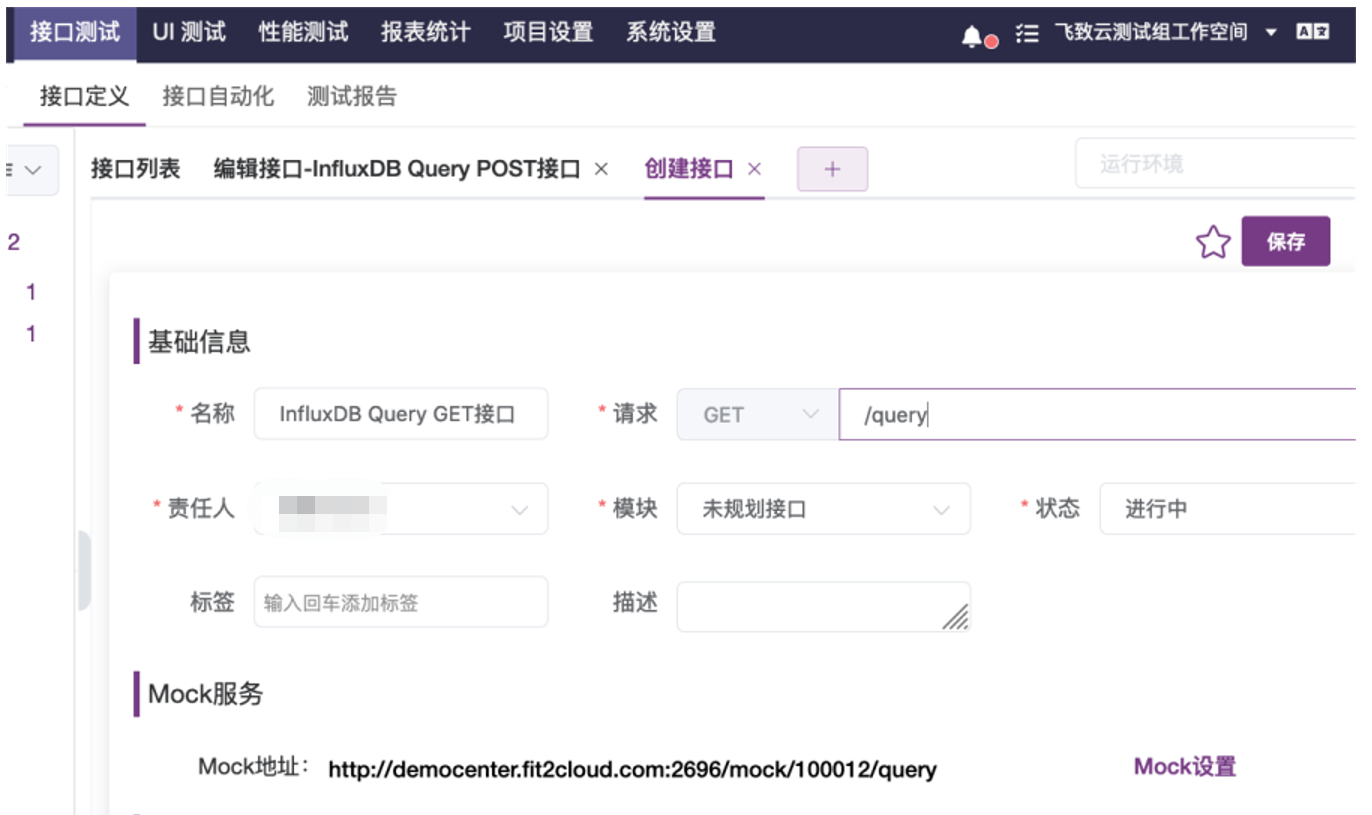 接口测试 UI 测试 性能测试 报表统计 项目设置 系统设置 飞致云测试组工作空间
接口定义 接口自动化 测试报告
接口列表 编辑接口-InfluxDB Query POST接口 × 创建接口 × + 运行环境
2
保存
1
1
基础信息
* 名称 InfluxDB Query GET接口 * 请求 GET /query
* 责任人 * 模块 未规划接口 * 状态 进行中
标签 输入回车添加标签 描述
Mock服务
Mock地址： http://democenter.fit2cloud.com:2696/mock/100012/query Mock设置